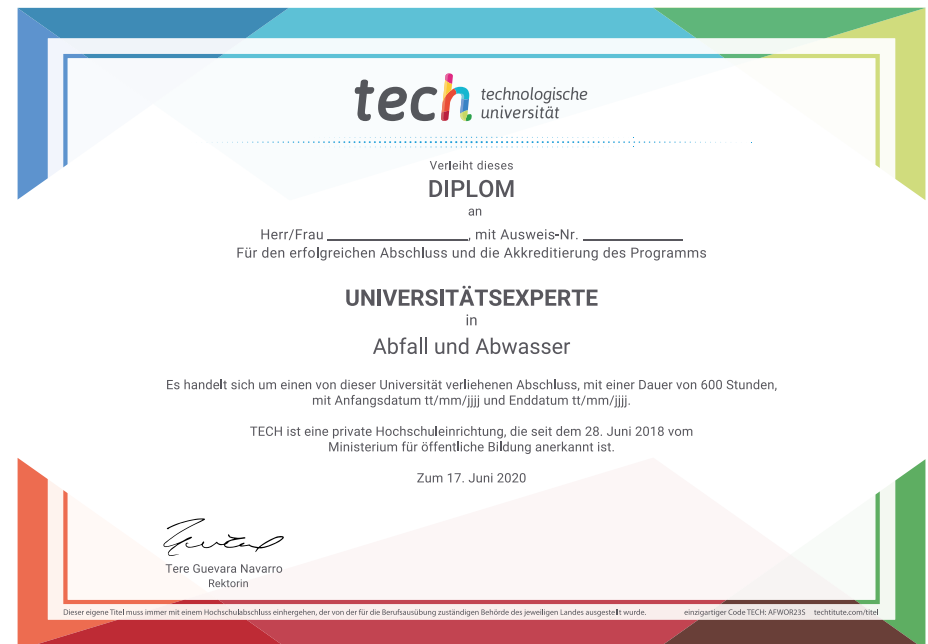 tech technologische
universität
Verleiht dieses
DIPLOM
an
Herr/Frau ____________________, mit Ausweis-Nr. ______________
Für den erfolgreichen Abschluss und die Akkreditierung des Programms
UNIVERSITÄTSEXPERTE
in
Abfall und Abwasser
Es handelt sich um einen von dieser Universität verliehenen Abschluss, mit einer Dauer von 600 Stunden,
mit Anfangsdatum tt/mm/jjjj und Enddatum tt/mm/jjjj.
TECH ist eine private Hochschuleinrichtung, die seit dem 28. Juni 2018 vom
Ministerium für öffentliche Bildung anerkannt ist.
Zum 17. Juni 2020
Tere Guevara Navarro
Rektorin
Dieser eigene Titel muss immer mit einem Hochschulabschluss einhergehen, der von der für die Berufsausübung zuständigen Behörde des jeweiligen Landes ausgestellt wurde. einzigartiger Code TECH: AFWOR235 techtitute.com/titel